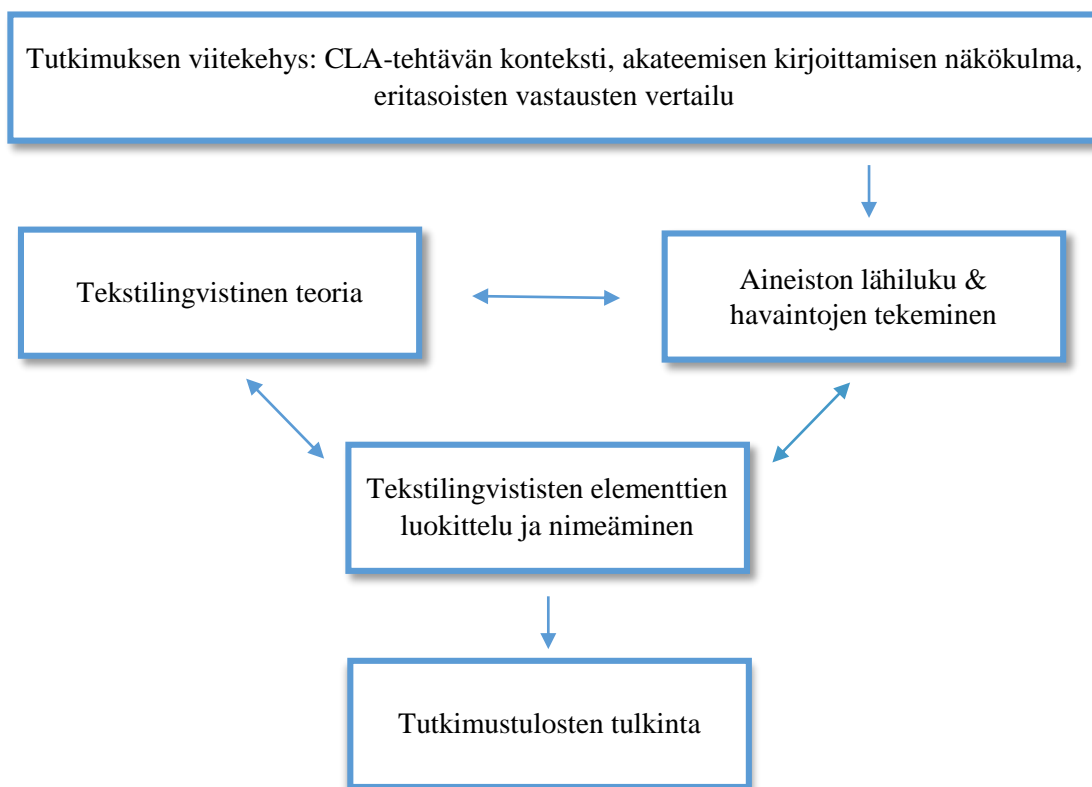 Tutkimuksen viitekehys: CLA-tehtävän konteksti, akateemisen kirjoittamisen näkökulma,
eritasoisten vastausten vertailu
Tekstilingvistinen teoria
Aineiston lähiluku &
havaintojen tekeminen
Tekstilingvististen elementtien
luokittelu ja nimeäminen
Tutkimustulosten tulkinta